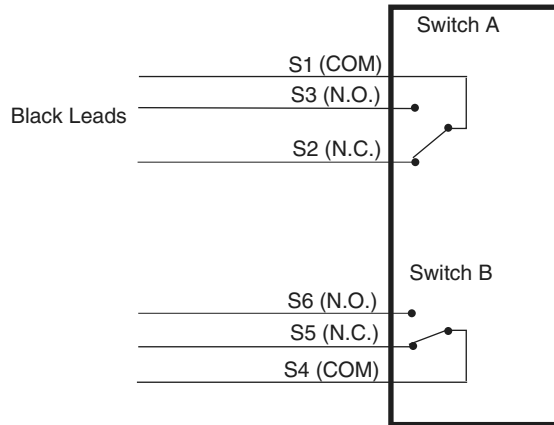 Switch A
S1 (COM)
S3 (N.O.)
Black Leads
S2 (N.C.)
Switch B
S6 (N.O.)
S5 (N.C.)
S4 (COM)